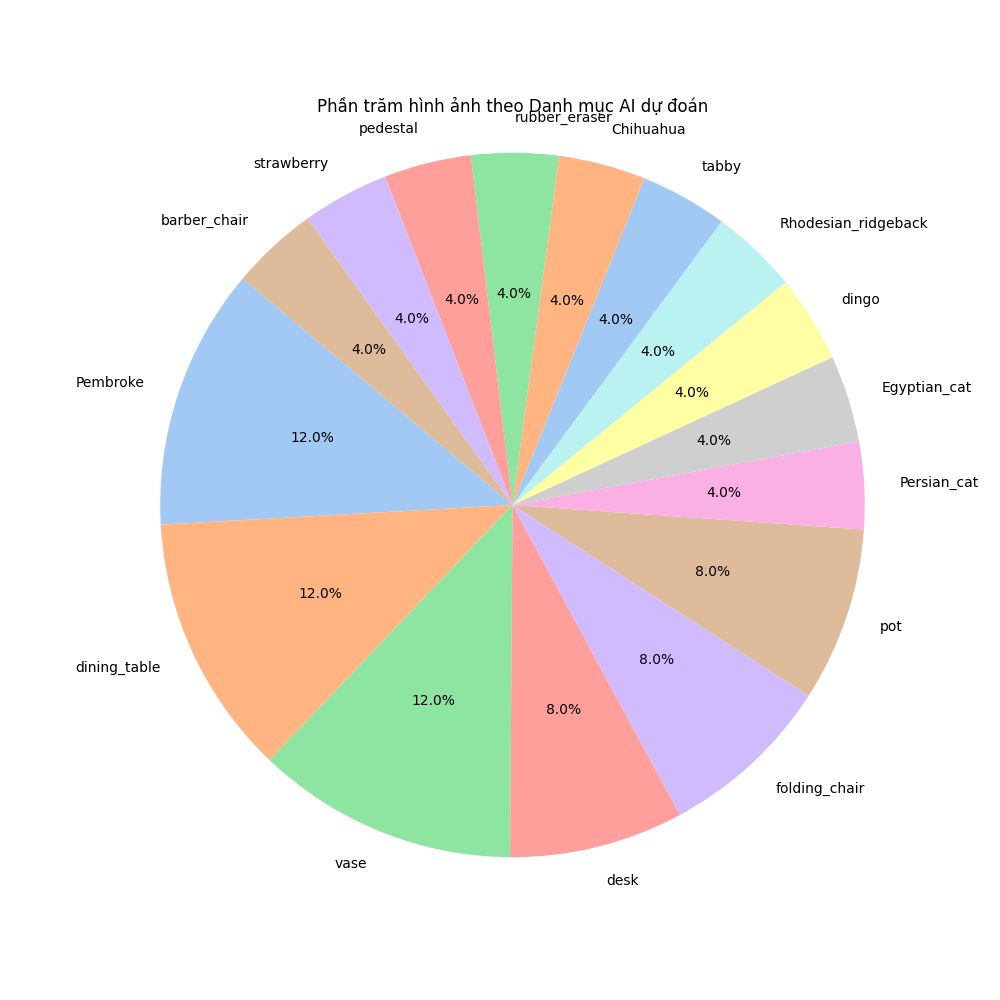 Phần trăm hình ảnh theo Danh mục AI dự đoán
rubber_eraser
Chihuahua
pedestal
tabby
strawberry
barber_chair
Rhodesian_ridgeback
dingo
Egyptian_cat
Persian_cat
Pembroke
dining_table
vase
desk
folding_chair
pot
4.0%
4.0%
4.0%
4.0%
4.0%
4.0%
4.0%
4.0%
4.0%
4.0%
12.0%
12.0%
12.0%
8.0%
8.0%
8.0%